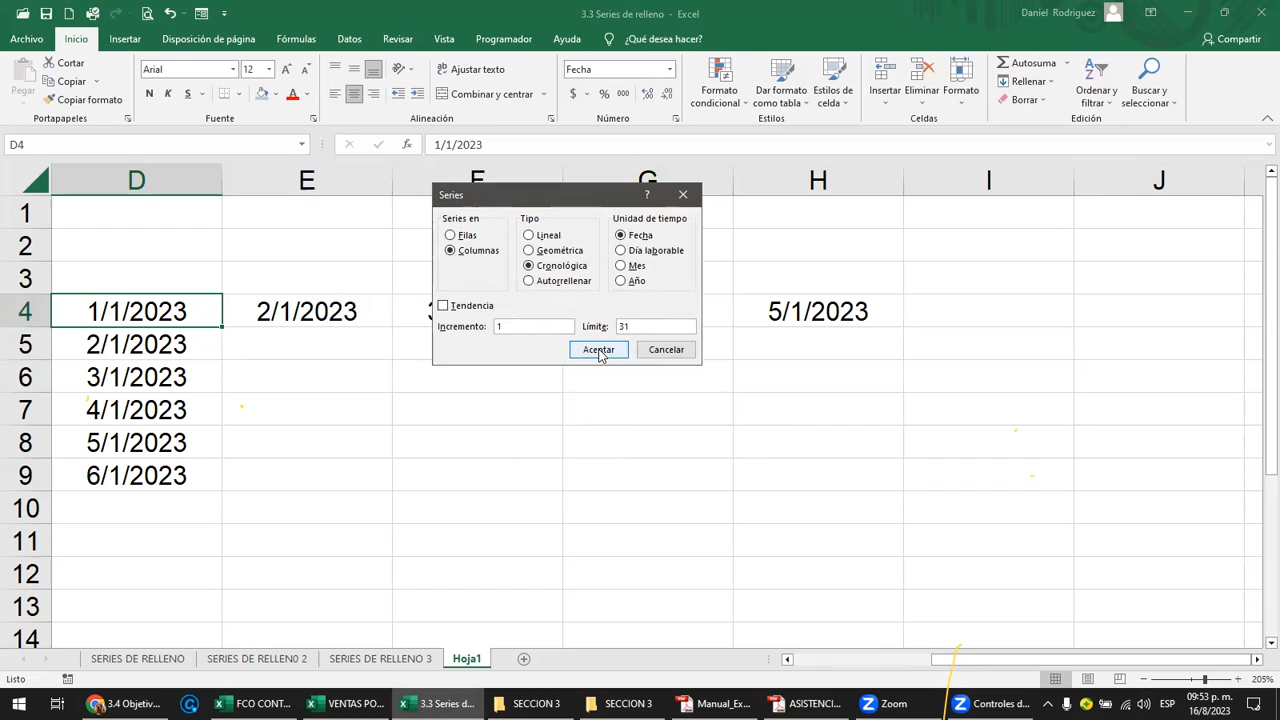 3.3 Series de relleno - Excel
Daniel Rodriguez
Archivo Inicio Insertar Disposición de página Fórmulas Datos Revisar Vista Programador Ayuda ¿Qué desea hacer? Compartir
Pegar
Cortar
Copiar
Copiar formato
Portapapeles
Arial 12
N K S
A
Fuente
Ajustar texto
Combinar y centrar
Alineación
Fecha
$ % 000
Número
Formato condicional
Dar formato como tabla
Estilos de celda
Estilos
Insertar Eliminar Formato
Celdas
Autosuma
Rellenar
Borrar
Ordenar y filtrar
Buscar y seleccionar
Edición
D4 fx 1/1/2023
D E F G H I J
1
2
3
4 1/1/2023 2/1/2023 5/1/2023
5 2/1/2023
6 3/1/2023
7 4/1/2023
8 5/1/2023
9 6/1/2023
10
11
12
13
14
Series ?
Series en
Filas
Columnas
Tipo
Lineal
Geométrica
Cronológica
Autorrellenar
Unidad de tiempo
Fecha
Día laborable
Mes
Año
Tendencia
Incremento: 1 Límite: 31
Aceptar Cancelar
SERIES DE RELLENO SERIES DE RELLEN0 2 SERIES DE RELLENO 3 Hoja1
Listo 205%
3.4 Objetiv... FCCONT... VENTAS PO... 3.3 Series d... SECCION 3 SECCION 3 Manual_Ex... ASISTENCI... Zoom Controles d... ESP 09:53 p. m.
16/8/2023